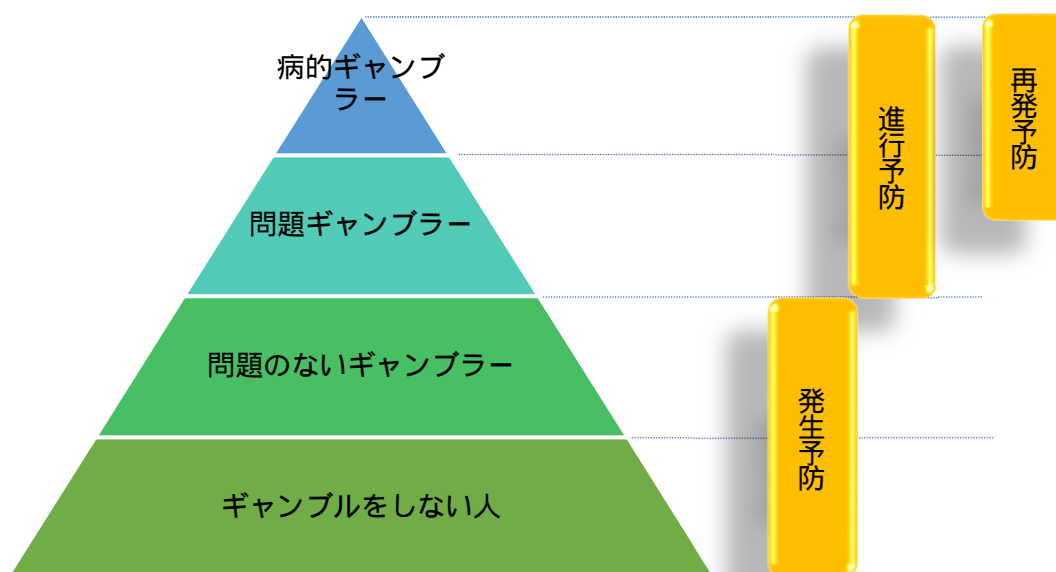 病的ギャンブ
ラー
問題ギャンブラー
問題のないギャンブラー
ギャンブルをしない人
発生予防
進行予防
再発予防